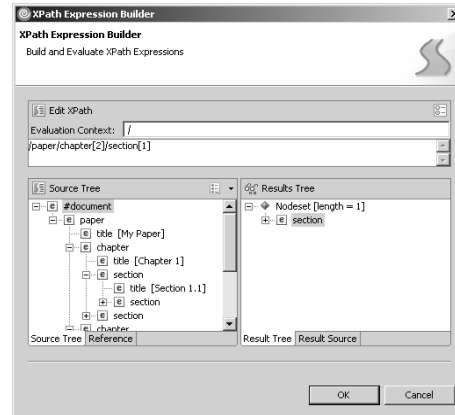 XPath Expression Builder
XPath Expression Builder
Build and Evaluate XPath Expressions
Edit XPath
Evaluation Context: /
/paper/chapter[2]/section[1]
Source Tree
#document
e paper
e title [My Paper]
e chapter
e title [Chapter 1]
e section
e title [Section 1.1]
e section
e section
e chapter
Source Tree Reference
Results Tree
Nodeset [length = 1]
e section
Result Tree Result Source
OK Cancel